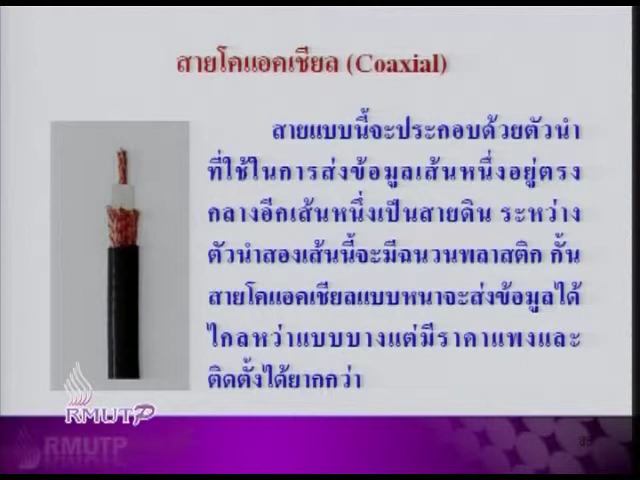 สายโคแอคเชียล (Coaxial)
สายแบบนี้จะประกอบด้วยตัวนำ
ที่ใช้ในการส่งข้อมูลเส้นหนึ่งอยู่ตรง
กลางอีกเส้นหนึ่งเป็นสายดิน ระหว่าง
ตัวนำสองเส้นนี้จะมีฉนวนพลาสติก กั้น
สายโคแอคเชียลแบบหนาจะส่งข้อมูลได้
ไกลหว่าแบบบางแต่มีราคาแพงและ
ติดตั้งได้ยากกว่า
RMUTP
RMUTP